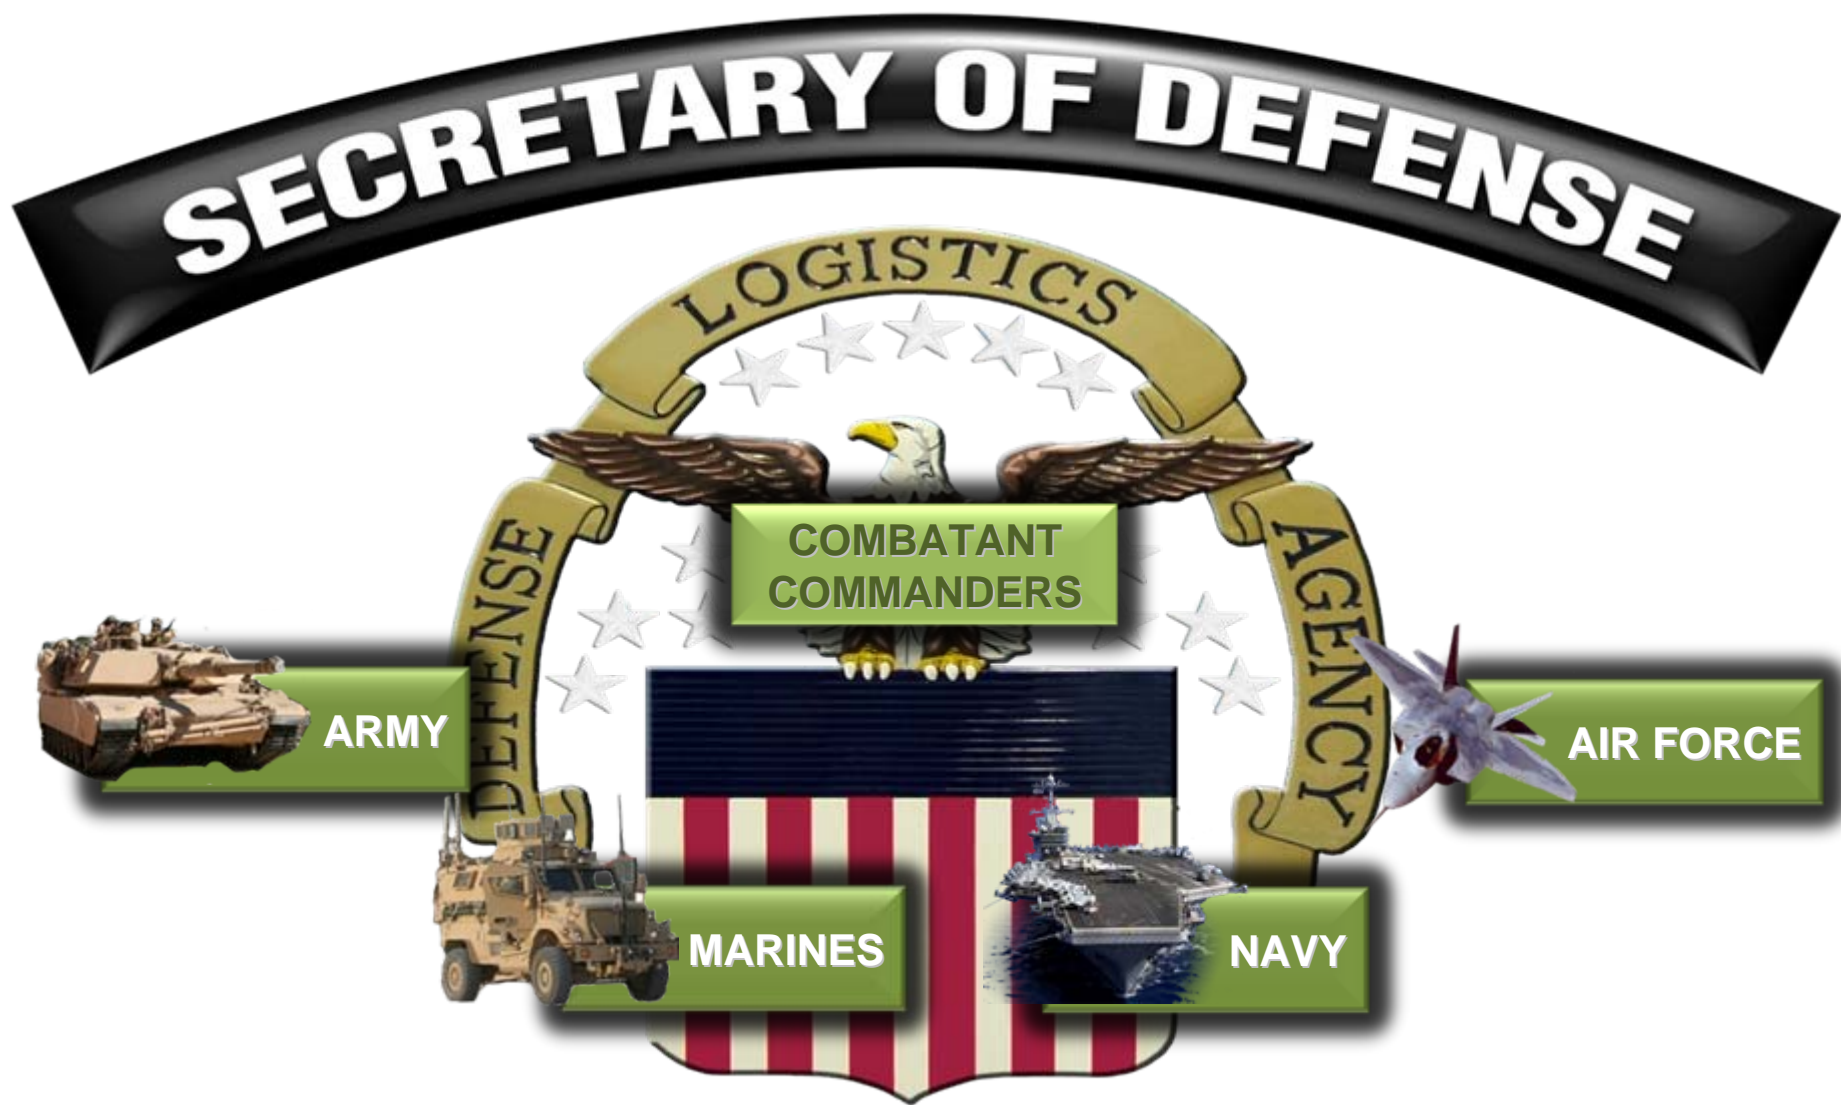 SECRETARY OF DEFENSE
DEFENSE
LOGISTICS
AGENCY
COMBATANT
COMMANDERS
ARMY
AIR FORCE
MARINES
NAVY